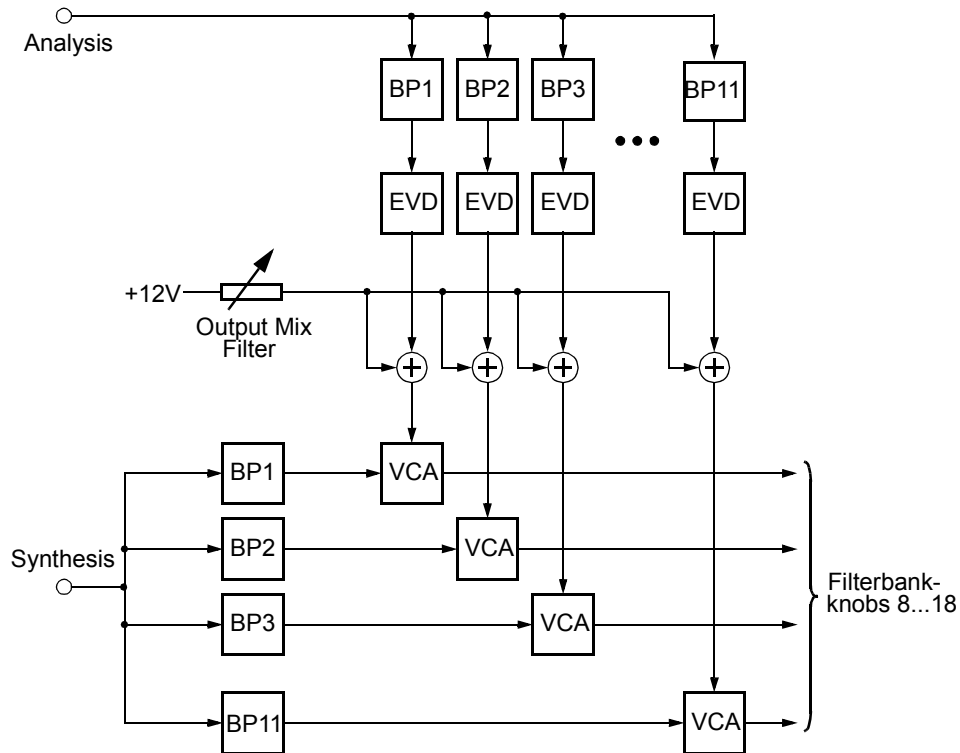 Analysis
BP1 BP2 BP3 BP11
EVD EVD EVD EVD
+12V
Output Mix
Filter
BP1 VCA
BP2 VCA
Synthesis
BP3 VCA
BP11 VCA
Filterbank-
knobs 8...18